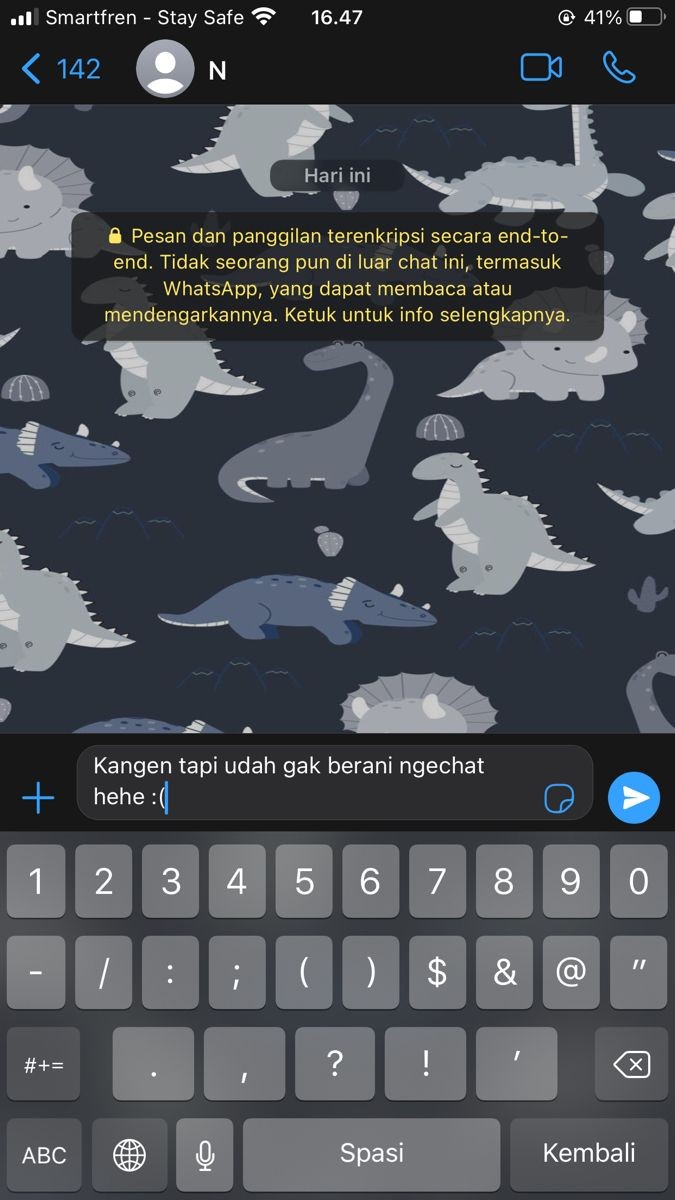 Smartfren - Stay Safe 16.47 41%
142 N
Hari ini
Pesan dan panggilan terenkripsi secara end-to-
end. Tidak seorang pun di luar chat ini, termasuk
WhatsApp, yang dapat membaca atau
mendengarkannya. Ketuk untuk info selengkapnya.
Kangen tapi udah gak berani ngechat
hehe :(
1 2 3 4 5 6 7 8 9 0
- / : ; ( ) $ & @ "
#+= . , ? ! '
ABC Spasi Kembali